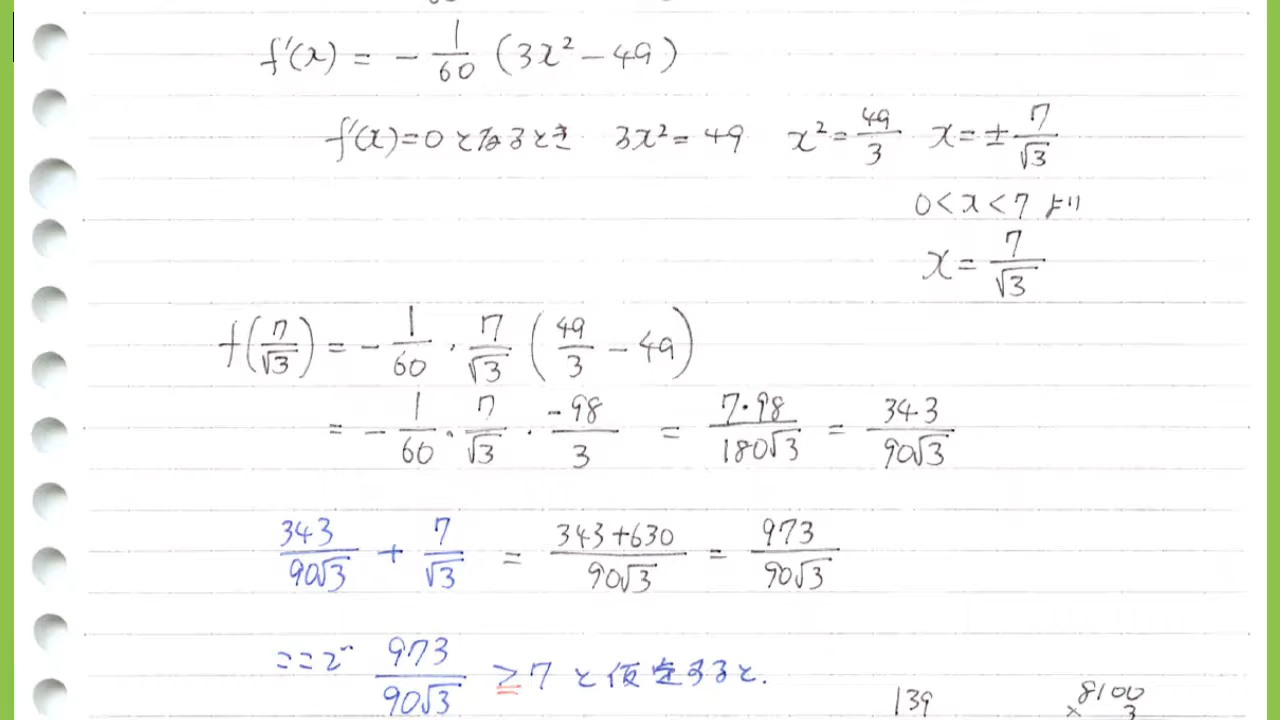 f'(x) = - 1/60 (3x² - 49)
f'(x)=0となるとき 3x² = 49 x² = 49/3 x = ± 7/√3
0 < x < 7 より
x = 7/√3
f(7/√3) = - 1/60 · 7/√3 (49/3 - 49)
= - 1/60 · 7/√3 · -98/3 = 7·98/180√3 = 343/90√3
343/90√3 + 7/√3 = 343+630/90√3 = 973/90√3
ここで 973/90√3 ≧ 7 と仮定すると.
139 8100
× 3